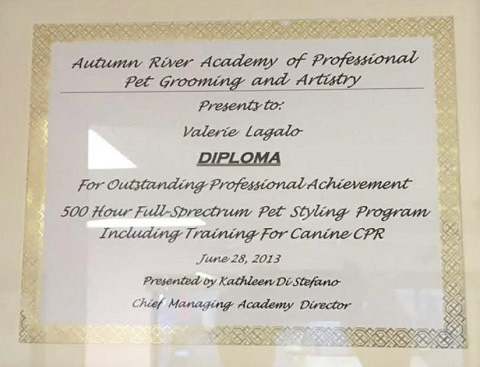 Autumn River Academy of Professional
Pet Grooming and Artistry
Presents to:
Valerie Lagalo
DIPLOMA
For Outstanding Professional Achievement
500 Hour Full-Sprectrum Pet Styling Program
Including Training For Canine CPR
June 28, 2013
Presented by Kathleen Di Stefano
Chief Managing Academy Director